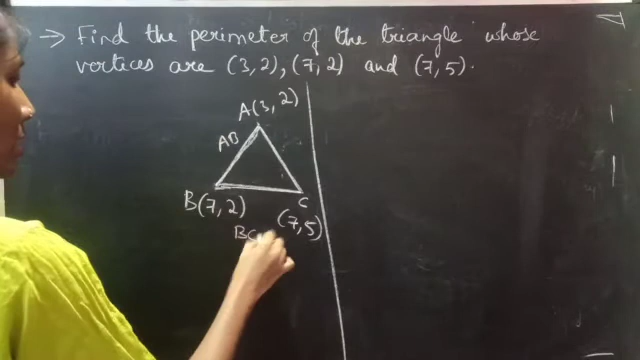 → Find the perimeter of the triangle whose
vertices are (3,2), (7,2) and (7,5).
A(3,2)
AB
B(7,2)
C
(7,5)
BC